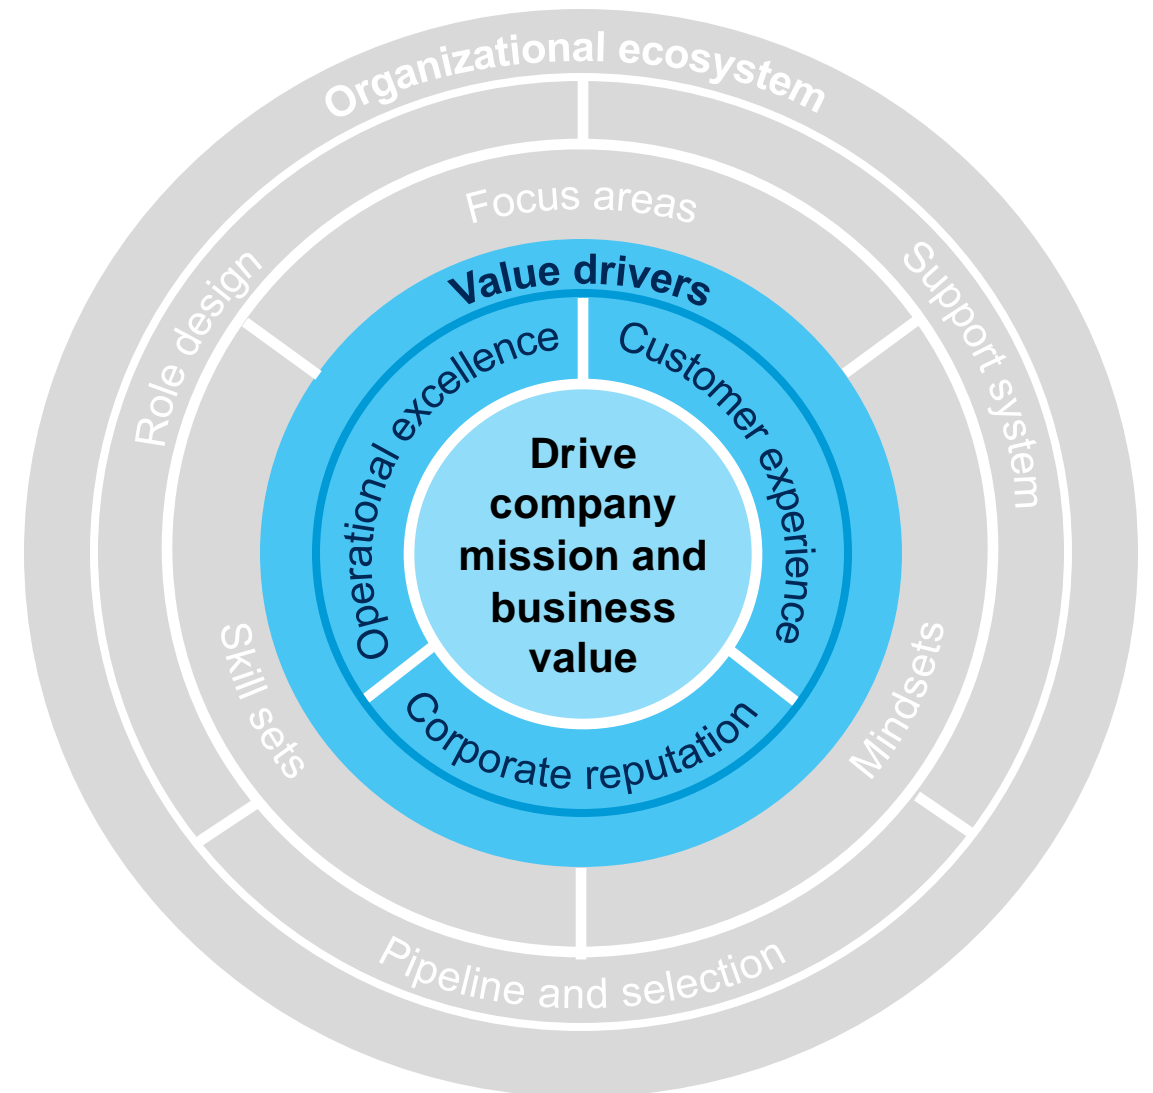 Organizational ecosystem
Role design
Support system
Pipeline and selection
Focus areas
Skill sets
Mindsets
Value drivers
Operational excellence
Customer experience
Corporate reputation
Drive
company
mission and
business
value